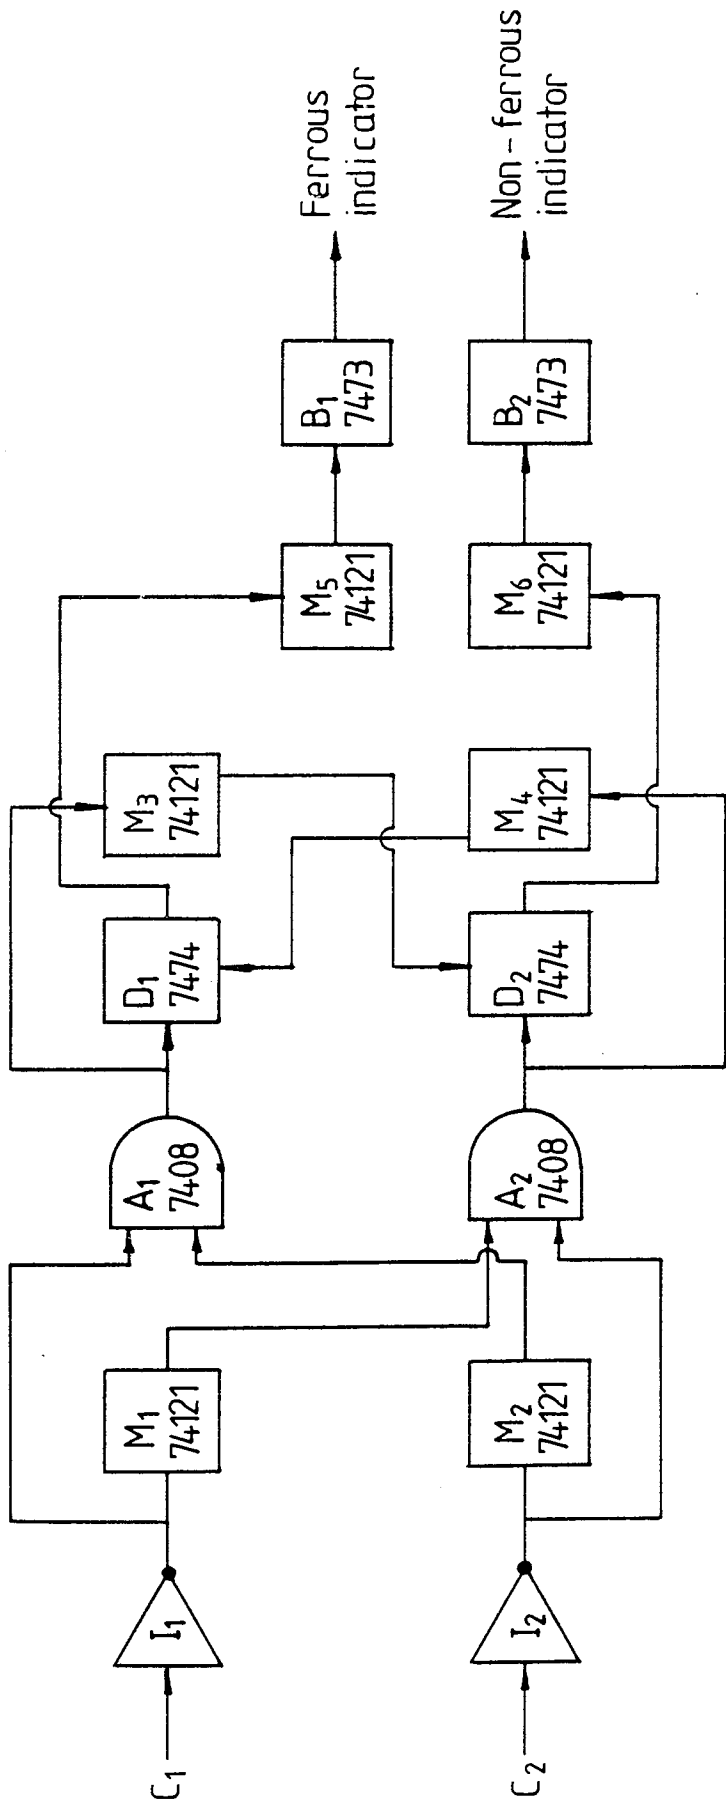 C1
I1
M1
74121
A1
7408
D1
7474
M3
74121
M5
74121
B1
7473
Ferrous
indicator
C2
I2
M2
74121
A2
7408
D2
7474
M4
74121
M6
74121
B2
7473
Non-ferrous
indicator